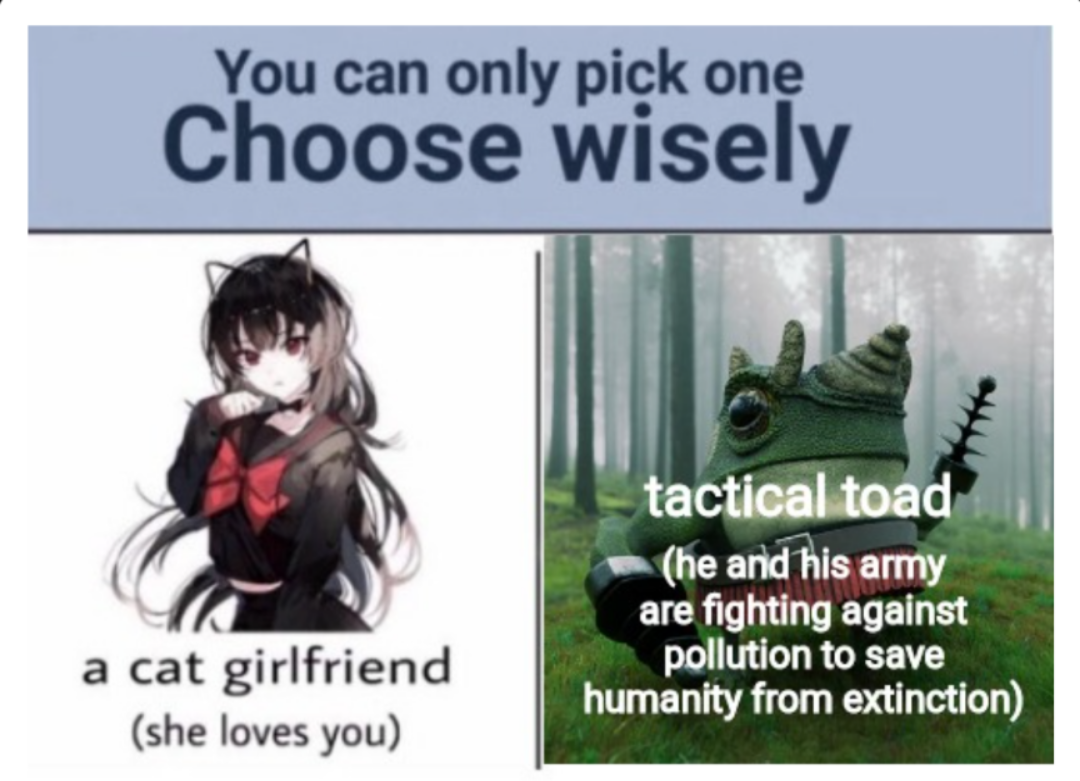 You can only pick one
Choose wisely
a cat girlfriend
(she loves you)
tactical toad
(he and his army
are fighting against
pollution to save
humanity from extinction)